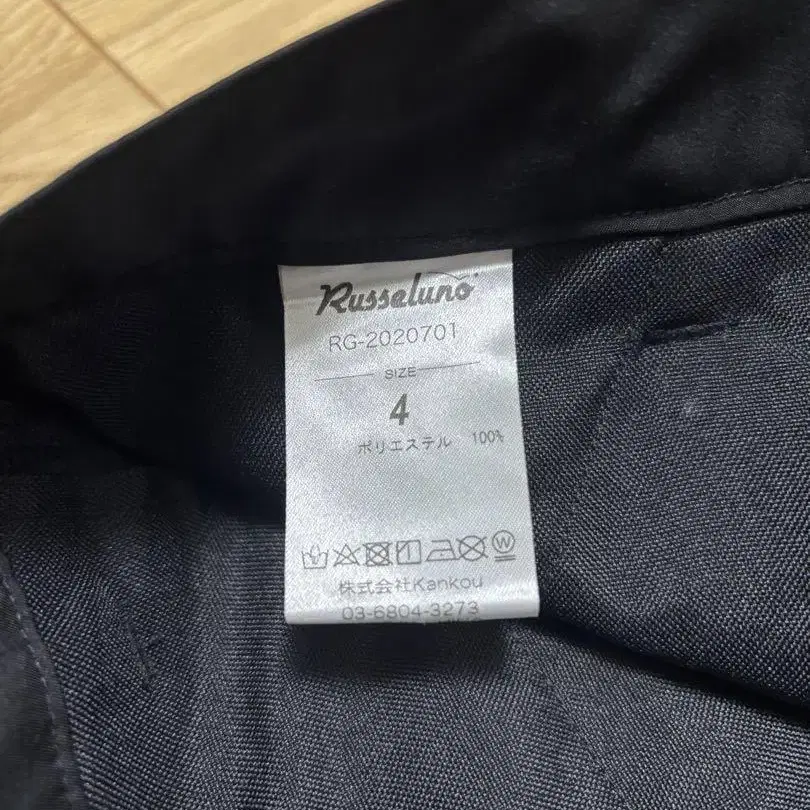 Russeluno
RG-2020701
SIZE
4
ポリエステル 100%
W
株式会社Kankou
03-6804-3273